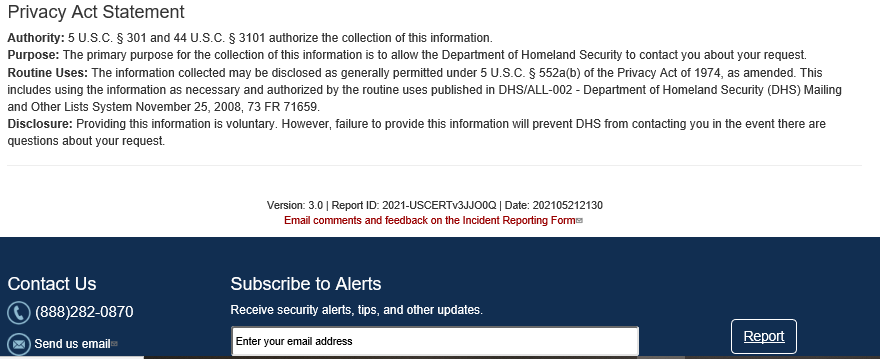 Privacy Act Statement
Authority: 5 U.S.C. § 301 and 44 U.S.C. § 3101 authorize the collection of this information.
Purpose: The primary purpose for the collection of this information is to allow the Department of Homeland Security to contact you about your request.
Routine Uses: The information collected may be disclosed as generally permitted under 5 U.S.C. § 552a(b) of the Privacy Act of 1974, as amended. This
includes using the information as necessary and authorized by the routine uses published in DHS/ALL-002 - Department of Homeland Security (DHS) Mailing
and Other Lists System November 25, 2008, 73 FR 71659.
Disclosure: Providing this information is voluntary. However, failure to provide this information will prevent DHS from contacting you in the event there are
questions about your request.
Version: 3.0 | Report ID: 2021-USCERTv3JJO0Q | Date: 202105212130
Email comments and feedback on the Incident Reporting Form
Contact Us
(888)282-0870
Send us email
Subscribe to Alerts
Receive security alerts, tips, and other updates.
Enter your email address
Report